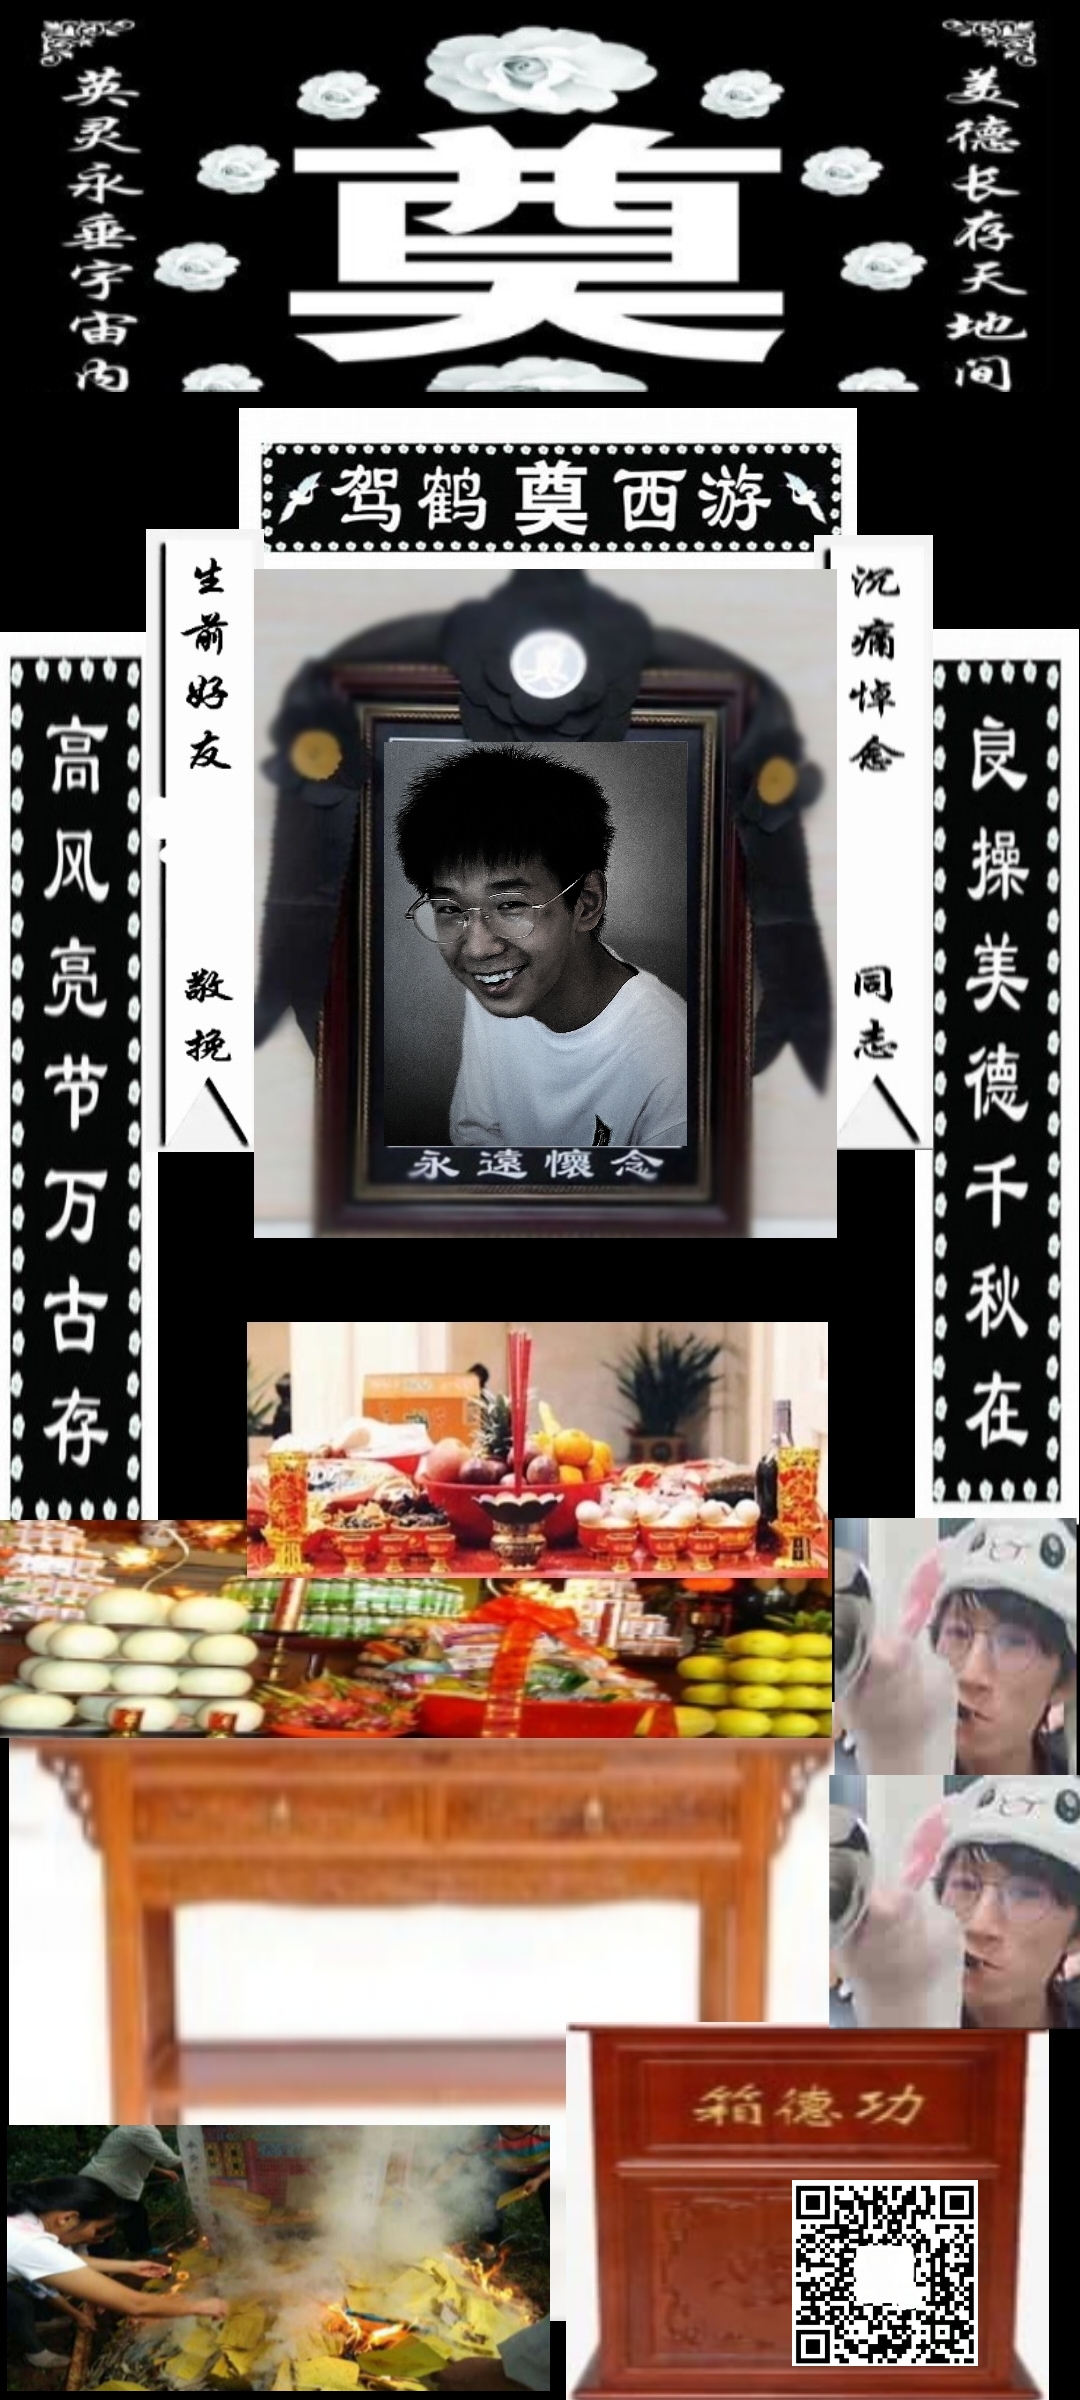 英灵永垂宇宙内
奠
美德长存天地间
驾鹤奠西游
生前好友
敬挽
沉痛悼念
同志
高风亮节万古存
良操美德千秋在
永遠懷念
箱德功